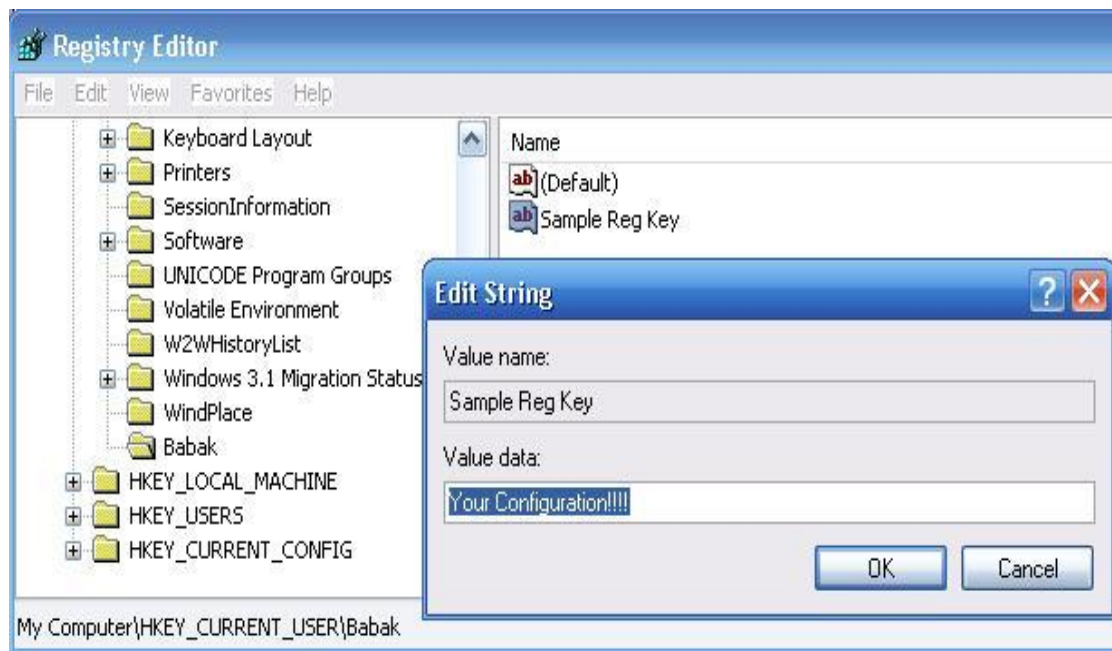 Registry Editor
File Edit View Favorites Help
Keyboard Layout
Printers
SessionInformation
Software
UNICODE Program Groups
Volatile Environment
W2WHistoryList
Windows 3.1 Migration Status
WindPlace
Babak
HKEY_LOCAL_MACHINE
HKEY_USERS
HKEY_CURRENT_CONFIG
Name
ab (Default)
ab Sample Reg Key
Edit String
?
Value name:
Sample Reg Key
Value data:
Your Configuration!!!!
OK Cancel
My Computer\HKEY_CURRENT_USER\Babak